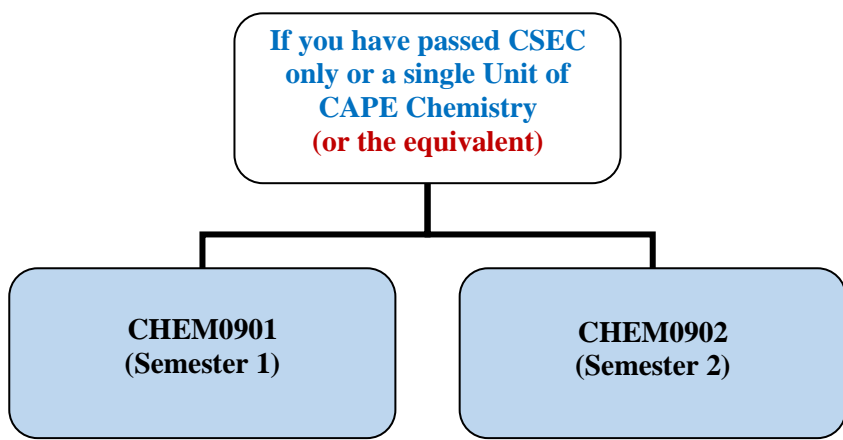 If you have passed CSEC
only or a single Unit of
CAPE Chemistry
(or the equivalent)
CHEM0901
(Semester 1)
CHEM0902
(Semester 2)